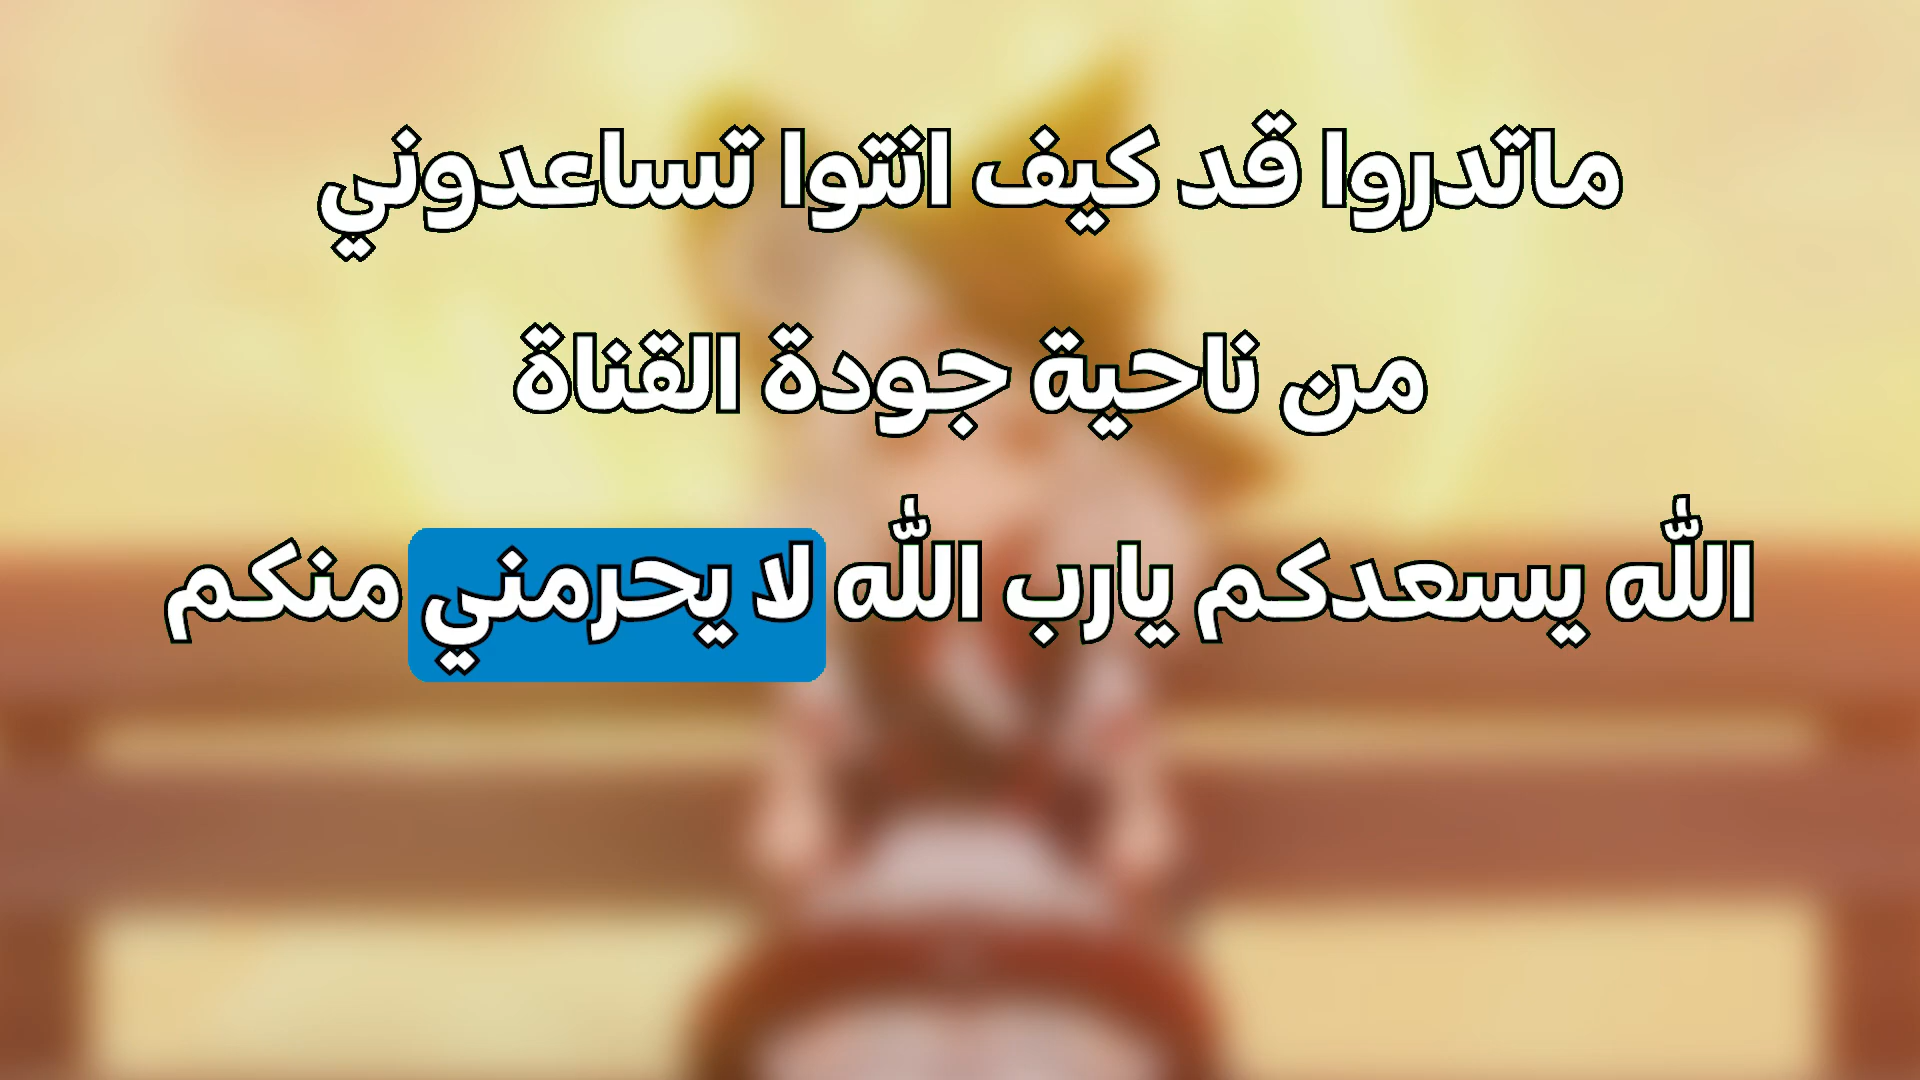 ماتدروا قد كيف انتوا تساعدوني
من ناحية جودة القناة
الله يسعدكم يارب الله لا يحرمني منكم